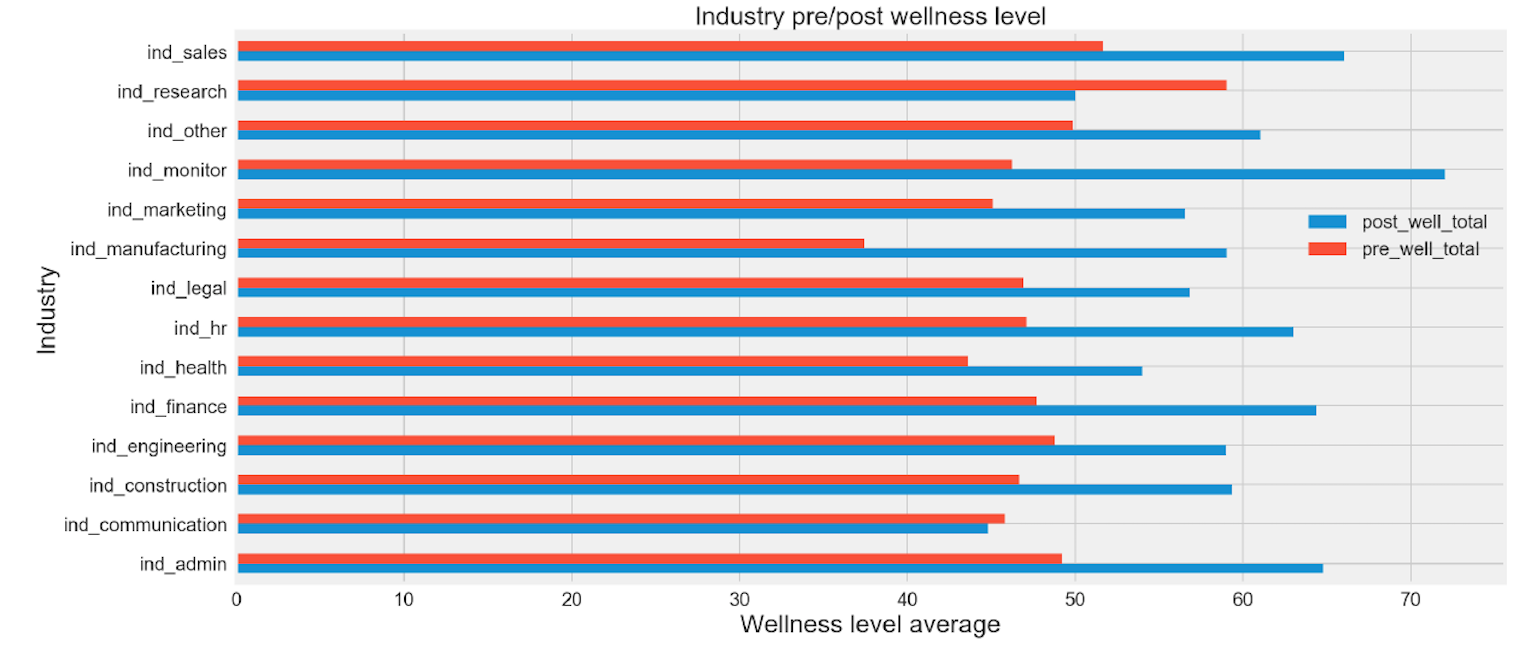 Industry pre/post wellness level
ind_sales
ind_research
ind_other
ind_monitor
ind_marketing
ind_manufacturing
ind_legal
ind_hr
ind_health
ind_finance
ind_engineering
ind_construction
ind_communication
ind_admin
Industry
post_well_total
pre_well_total
0 10 20 30 40 50 60 70
Wellness level average